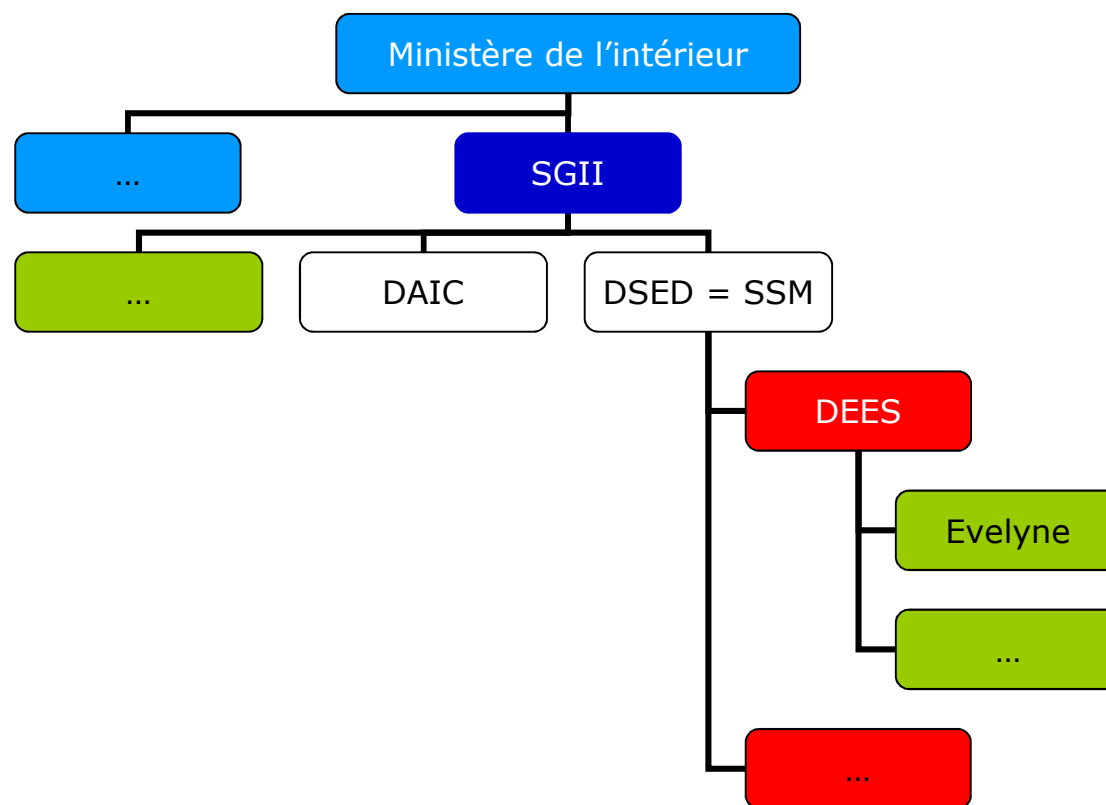 Ministère de l’intérieur
…
SGII
…
DAIC
DSED = SSM
DEES
Evelyne
…
…